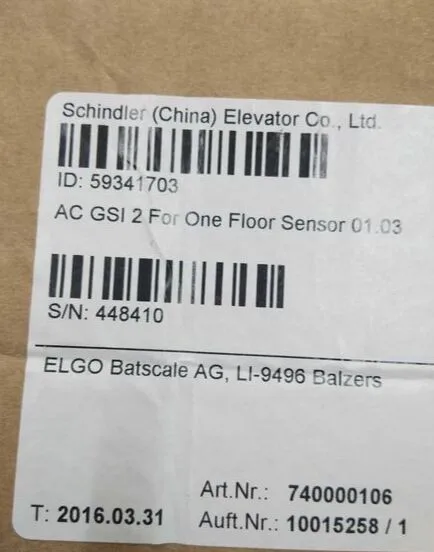 Schindler (China) Elevator Co., Ltd.
ID: 59341703
AC GSI 2 For One Floor Sensor 01.03
S/N: 448410
ELGO Batscale AG, LI-9496 Balzers
Art.Nr.: 740000106
T: 2016.03.31 Auft.Nr.: 10015258 / 1